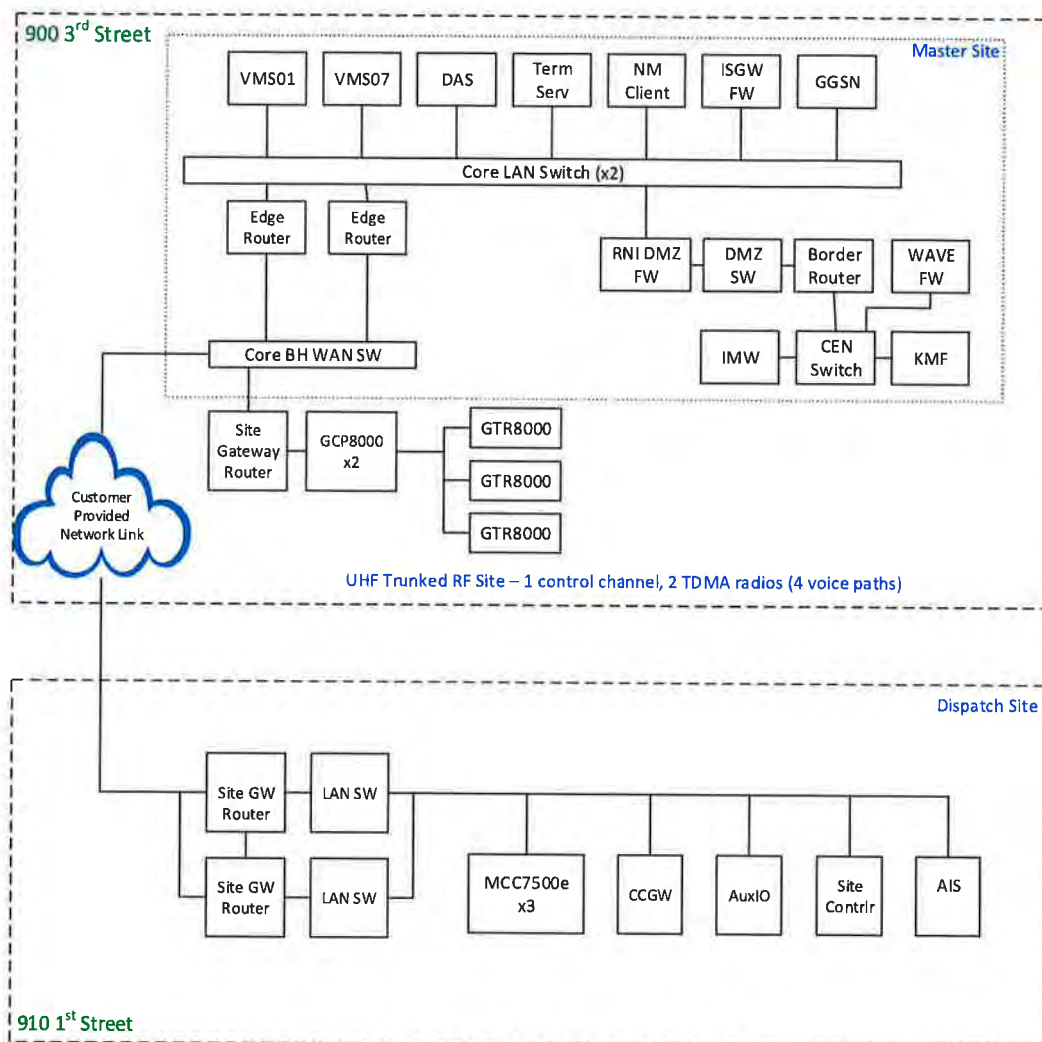 900 3rd Street
Master Site
VMS01
VMS07
DAS
Term
Serv
NM
Client
ISGW
FW
GGSN
Core LAN Switch (x2)
Edge
Router
Edge
Router
RNI DMZ
FW
DMZ
SW
Border
Router
WAVE
FW
Core BH WAN SW
IMW
CEN
Switch
KMF
Site
Gateway
Router
GCP8000
x2
GTR8000
GTR8000
GTR8000
Customer
Provided
Network Link
UHF Trunked RF Site – 1 control channel, 2 TDMA radios (4 voice paths)
Dispatch Site
Site GW
Router
LAN SW
Site GW
Router
LAN SW
MCC7500e
x3
CCGW
AuxIO
Site
Contrlr
AIS
910 1st Street